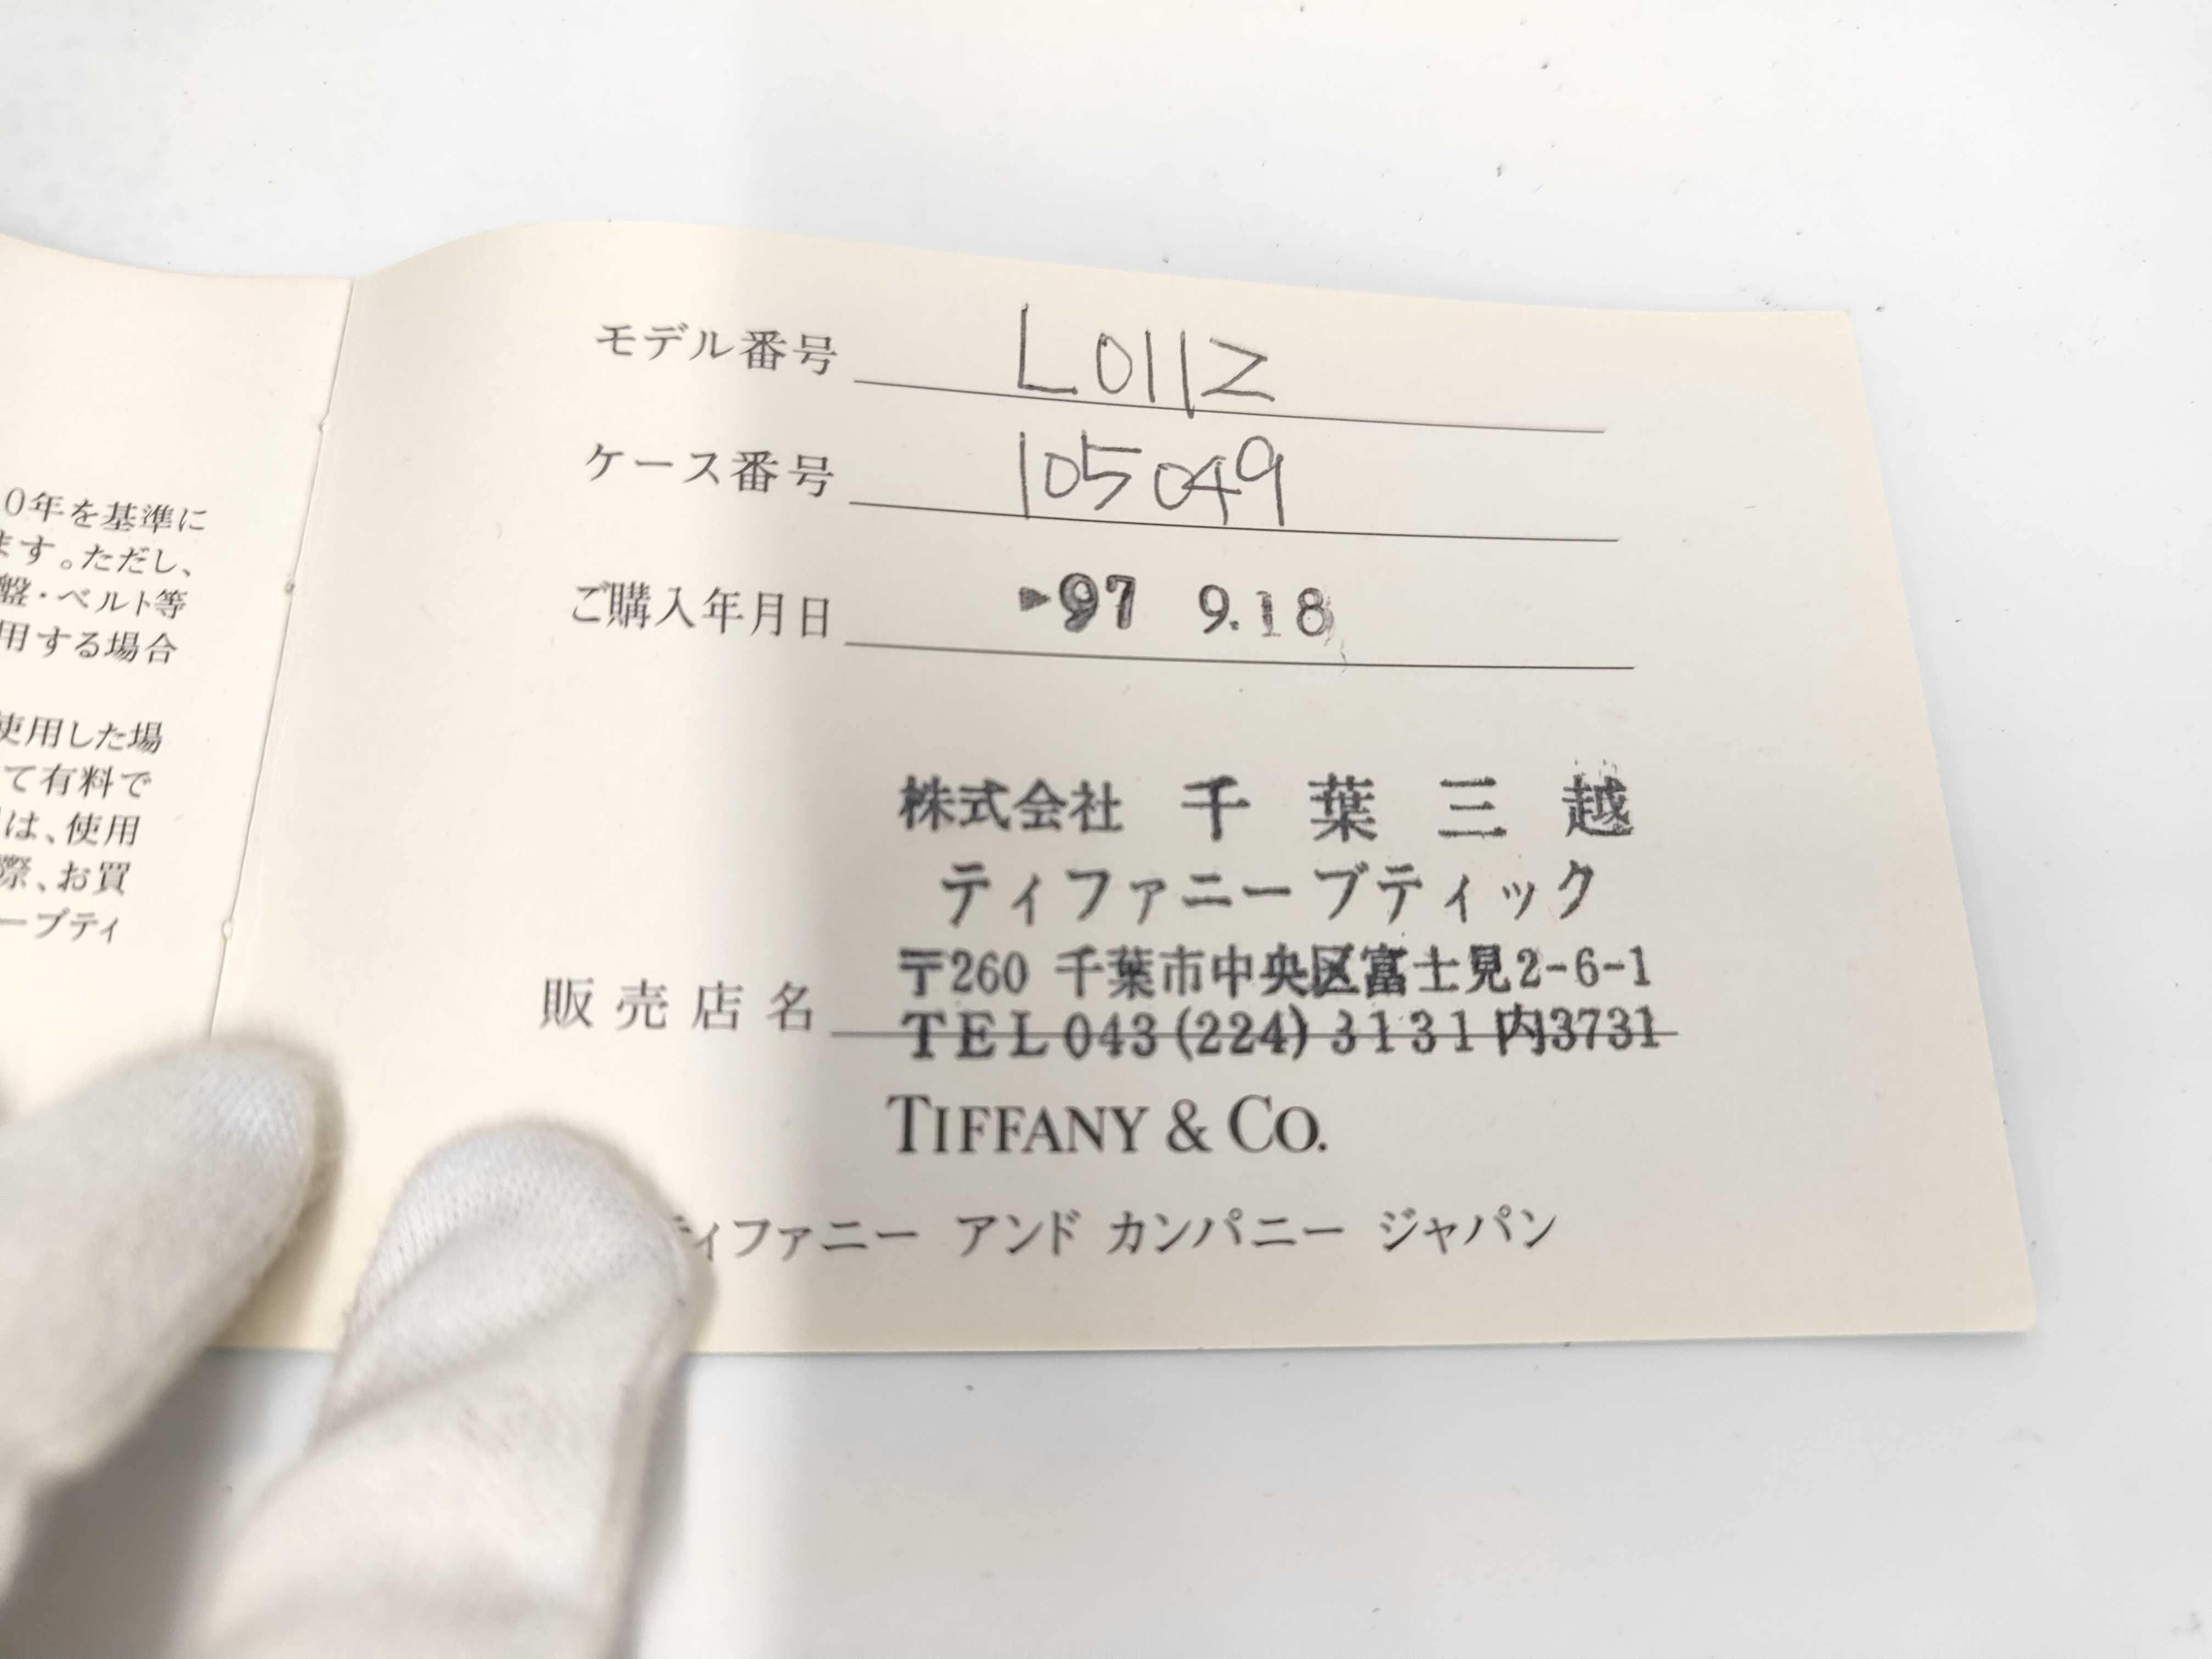 0年を基準に
ます。ただし、
盤・ベルト等
用する場合
使用した場
て有料で
は、使用
際、お買
ーブティ
モデル番号 L0112
ケース番号 105049
ご購入年月日 97 9.18
株式会社 千葉三越
ティファニーブティック
〒260 千葉市中央区富士見2-6-1
販売店名 TEL043(224)3131内3731
TIFFANY & CO.
ティファニー アンド カンパニー ジャパン